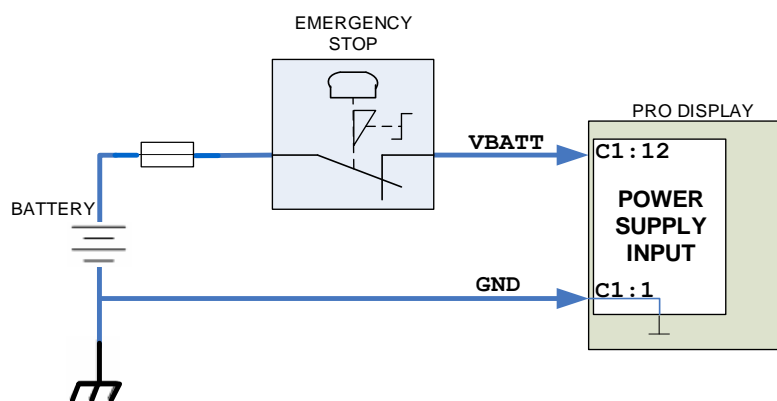 EMERGENCY
STOP
PRO DISPLAY
VBATT
C1:12
POWER
SUPPLY
INPUT
BATTERY
GND
C1:1